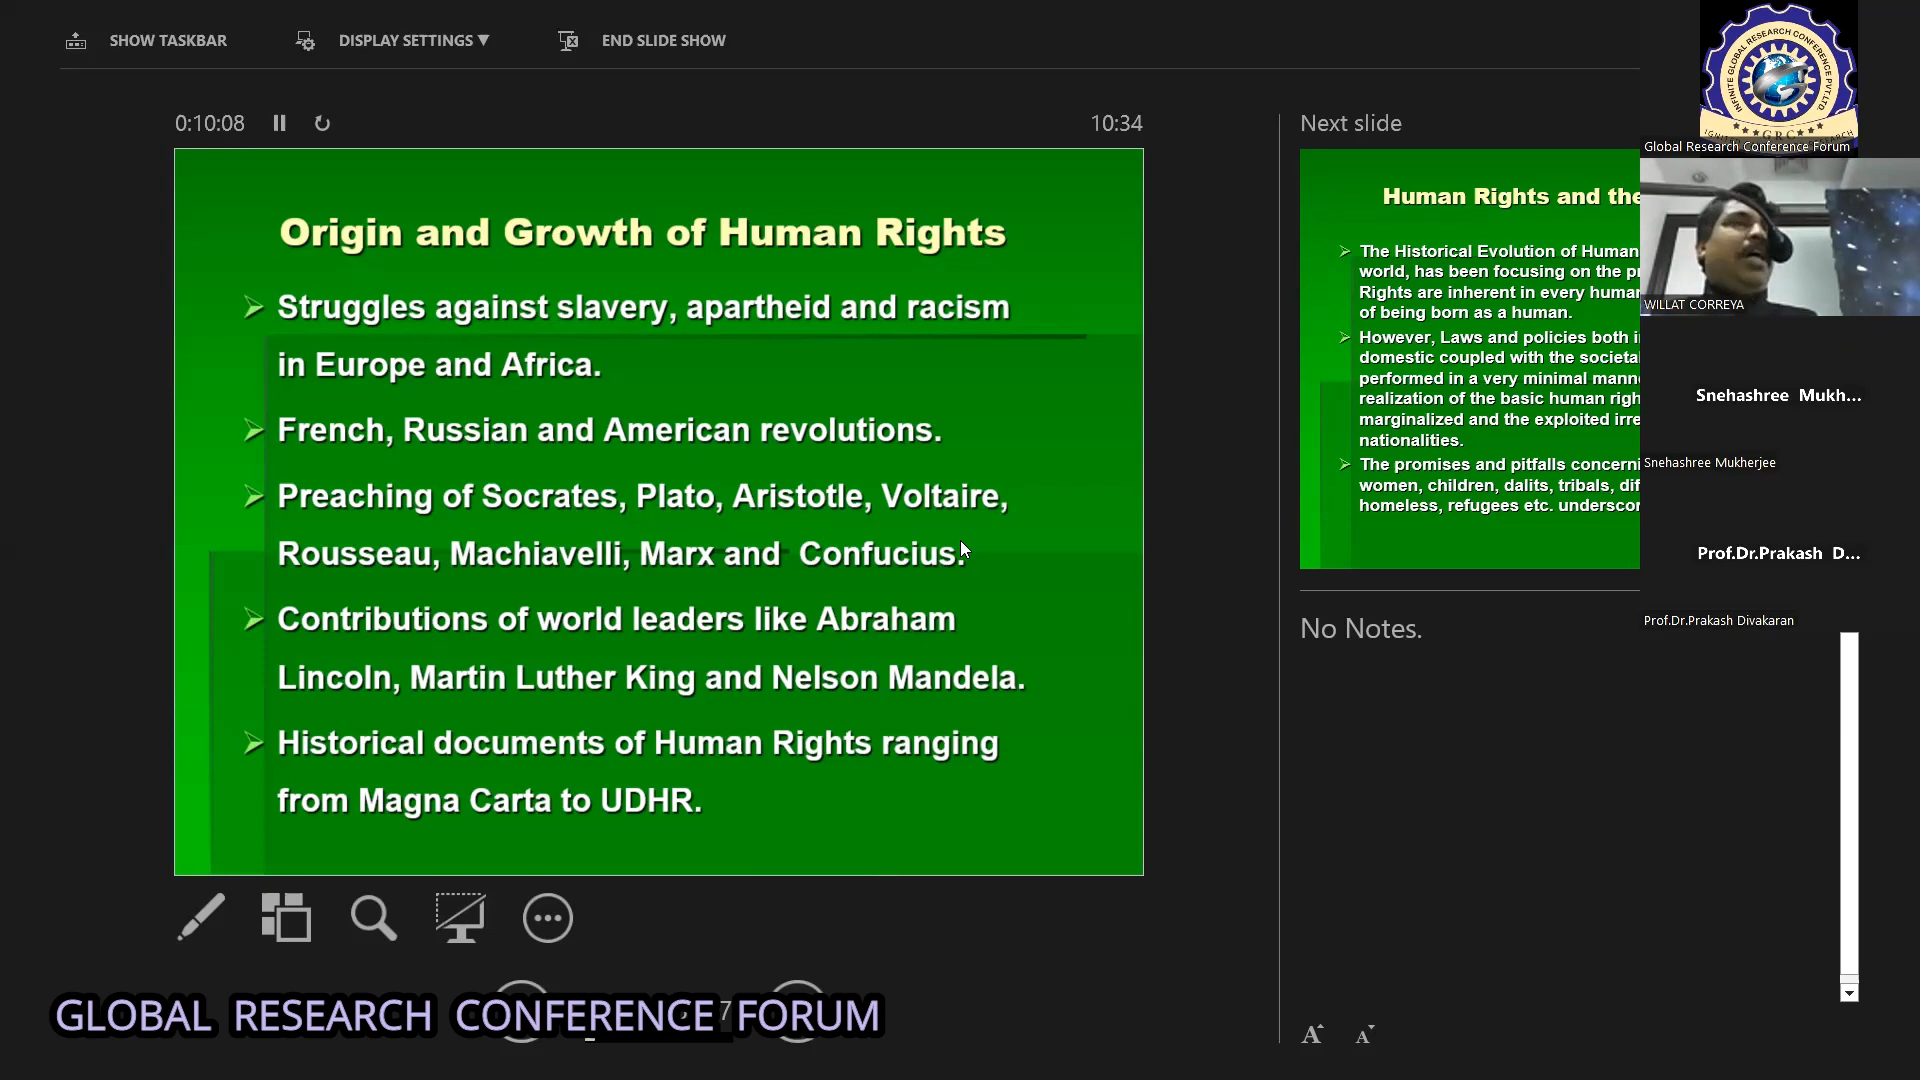 SHOW TASKBAR
DISPLAY SETTINGS ▼
END SLIDE SHOW
0:10:08
10:34
Origin and Growth of Human Rights
Struggles against slavery, apartheid and racism
in Europe and Africa.
French, Russian and American revolutions.
Preaching of Socrates, Plato, Aristotle, Voltaire,
Rousseau, Machiavelli, Marx and Confucius.
Contributions of world leaders like Abraham
Lincoln, Martin Luther King and Nelson Mandela.
Historical documents of Human Rights ranging
from Magna Carta to UDHR.
Next slide
Human Rights and the
The Historical Evolution of Human
world, has been focusing on the
Rights are inherent in every
of being born as a human.
However, Laws and policies both
domestic coupled with the
performed in a very minimal
realization of the basic human
marginalized and the exploited
nationalities.
The promises and pitfalls
women, children, dalits, tribals,
homeless, refugees etc.
No Notes.
INFINITE GLOBAL RESEARCH CONFERENCE PVT.LTD.
GRC
Global Research Conference Forum
WILLAT CORREYA
Snehashree Mukh...
Snehashree Mukherjee
Prof.Dr.Prakash D...
Prof.Dr.Prakash Divakaran
GLOBAL RESEARCH CONFERENCE FORUM
7
A A